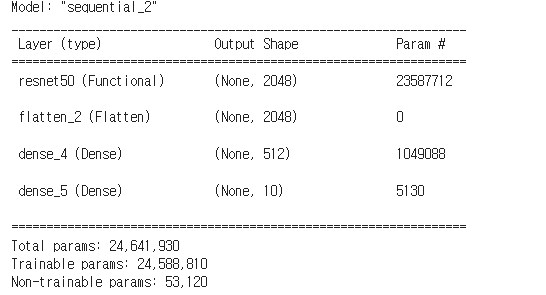 Model: "sequential_2"
_________________________________________________________________
Layer (type) Output Shape Param #
=================================================================
resnet50 (Functional) (None, 2048) 23587712
flatten_2 (Flatten) (None, 2048) 0
dense_4 (Dense) (None, 512) 1049088
dense_5 (Dense) (None, 10) 5130
=================================================================
Total params: 24,641,930
Trainable params: 24,588,810
Non-trainable params: 53,120